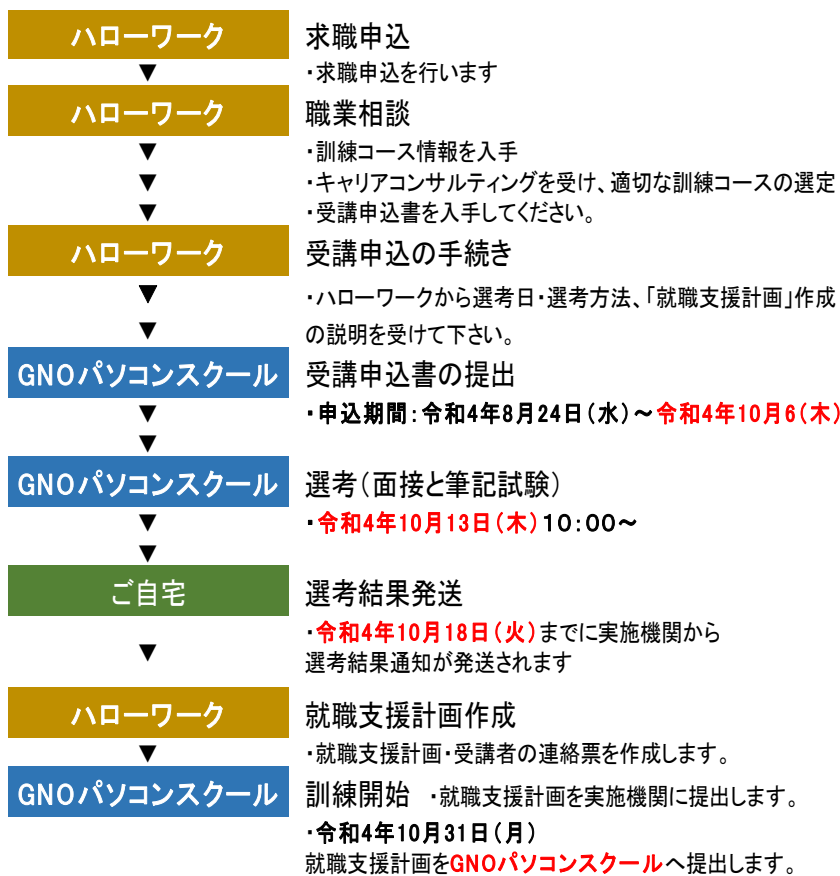 ハローワーク 求職申込
▼ ・求職申込を行います
ハローワーク 職業相談
▼ ・訓練コース情報を入手
▼ ・キャリアコンサルティングを受け、適切な訓練コースの選定
▼ ・受講申込書を入手してください。
ハローワーク 受講申込の手続き
▼ ・ハローワークから選考日・選考方法、「就職支援計画」作成
▼ の説明を受けて下さい。
GNOパソコンスクール 受講申込書の提出
▼ ・申込期間：令和4年8月24日（水）～令和4年10月6（木）
▼
GNOパソコンスクール 選考（面接と筆記試験）
▼ ・令和4年10月13日（木）10：00～
▼
ご自宅 選考結果発送
・令和4年10月18日（火）までに実施機関から
▼ 選考結果通知が発送されます
ハローワーク 就職支援計画作成
▼ ・就職支援計画・受講者の連絡票を作成します。
GNOパソコンスクール 訓練開始 ・就職支援計画を実施機関に提出します。
・令和4年10月31日（月）
就職支援計画をGNOパソコンスクールへ提出します。